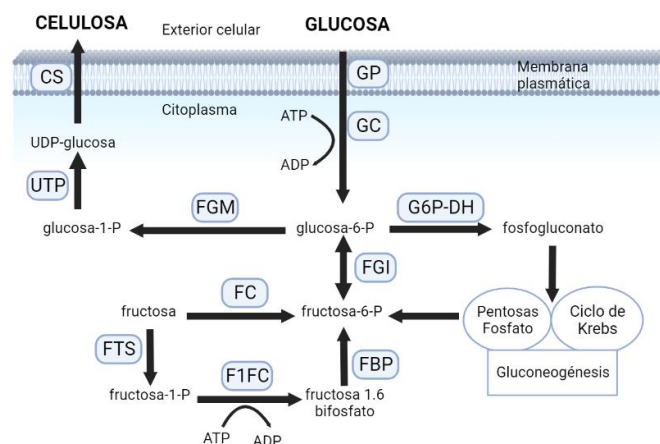 CELULOSA
Exterior celular
GLUCOSA
CS
GP
Membrana
plasmática
Citoplasma
ATP
GC
ADP
UDP-glucosa
UTP
FGM
G6P-DH
glucosa-1-P
glucosa-6-P
fosfogluconato
FGI
fructosa
FC
fructosa-6-P
Pentosas
Fosfato
Ciclo de
Krebs
FTS
FBP
Gluconeogénesis
F1FC
fructosa-1-P
fructosa 1.6
bifosfato
ATP
ADP